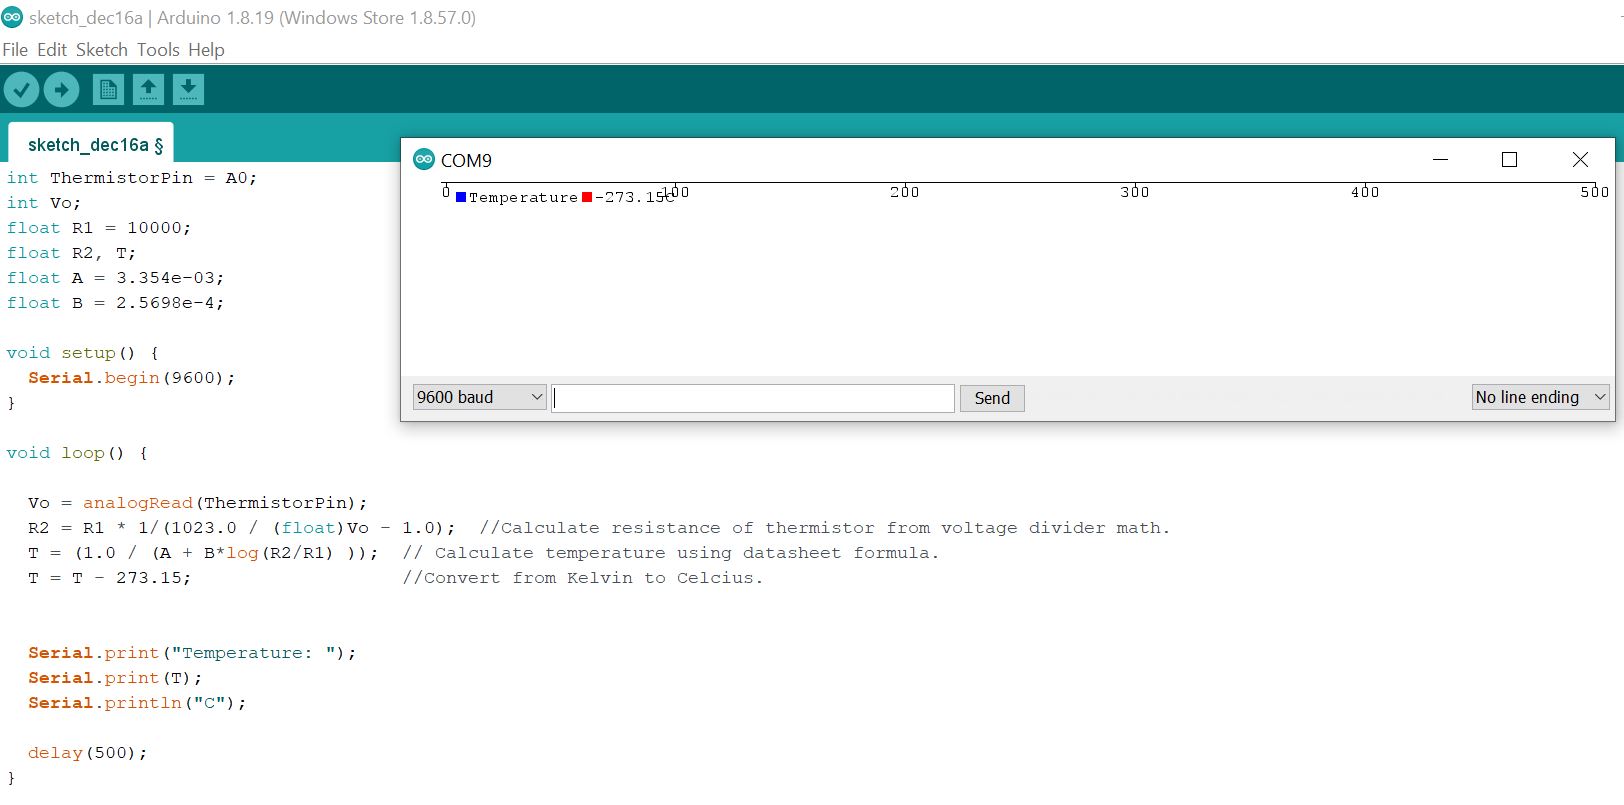 sketch_dec16a | Arduino 1.8.19 (Windows Store 1.8.57.0)
File Edit Sketch Tools Help
sketch_dec16a §
int ThermistorPin = A0;
int Vo;
float R1 = 10000;
float R2, T;
float A = 3.354e-03;
float B = 2.5698e-4;
void setup() {
Serial.begin(9600);
}
void loop() {
Vo = analogRead(ThermistorPin);
R2 = R1 * 1/(1023.0 / (float)Vo - 1.0);  //Calculate resistance of thermistor from voltage divider math.
T = (1.0 / (A + B*log(R2/R1) ));  // Calculate temperature using datasheet formula.
T = T - 273.15;                   //Convert from Kelvin to Celcius.
Serial.print("Temperature: ");
Serial.print(T);
Serial.println("C");
delay(500);
}
COM9
0 100 200 300 400 500
Temperature -273.15C
9600 baud
Send
No line ending